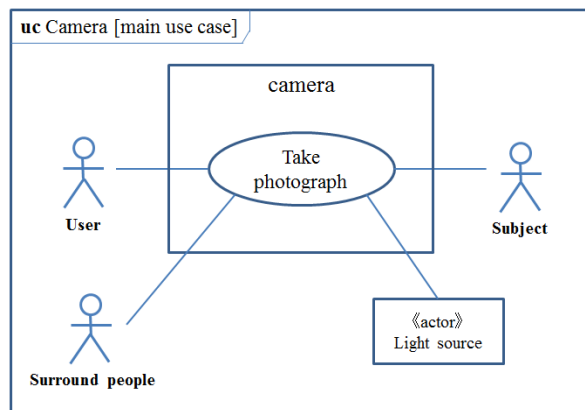 uc Camera [main use case]
camera
Take
photograph
User
Subject
《actor》
Light source
Surround people